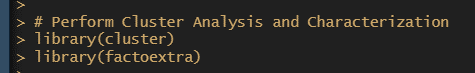 >
> # Perform Cluster Analysis and Characterization
> library(cluster)
> library(factoextra)
>